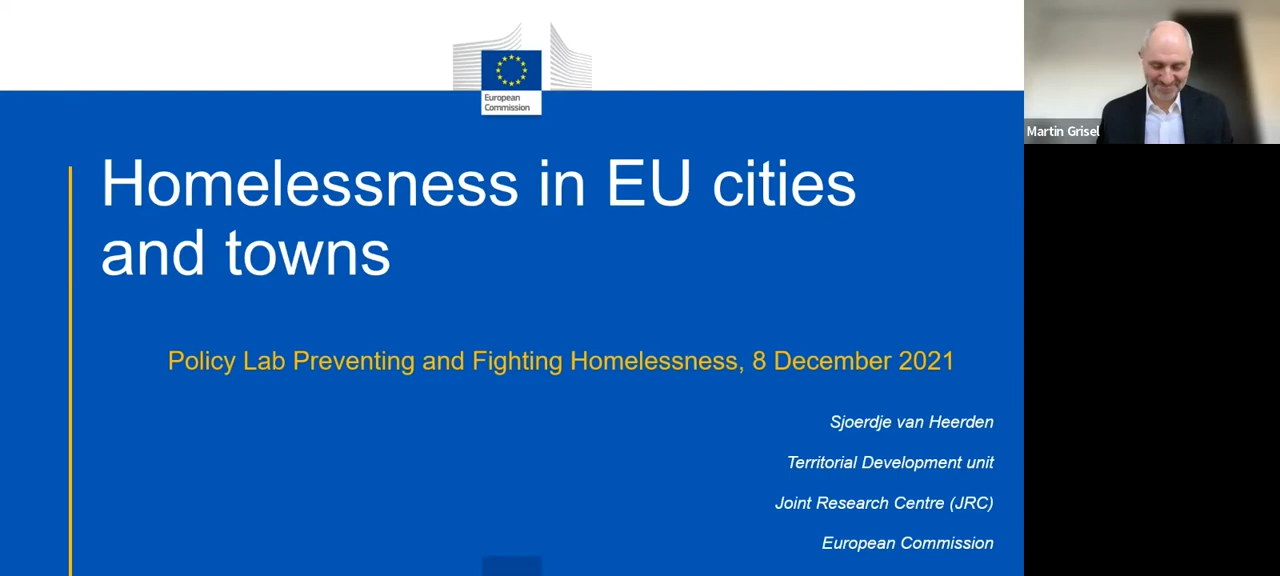 European
Commission
Homelessness in EU cities
and towns
Policy Lab Preventing and Fighting Homelessness, 8 December 2021
Sjoerdje van Heerden
Territorial Development unit
Joint Research Centre (JRC)
European Commission
Martin Grisel